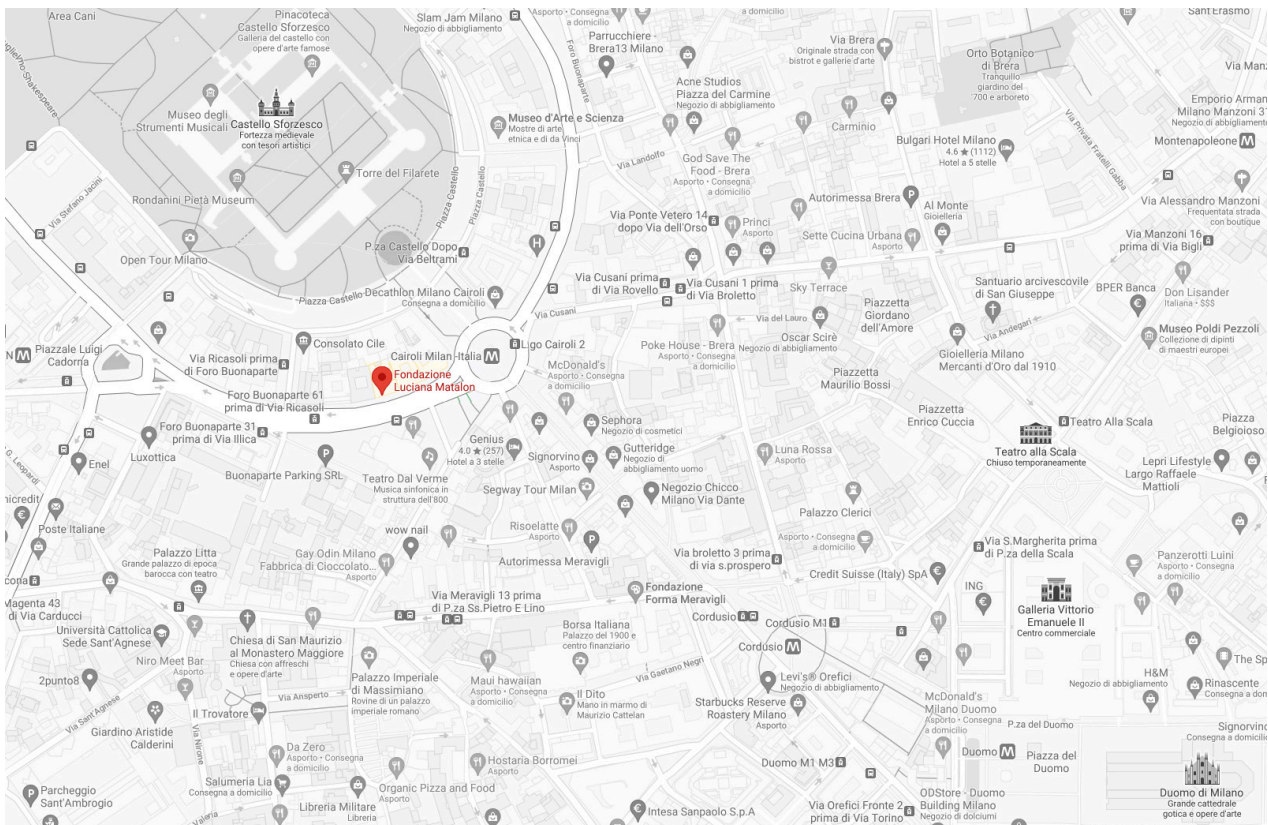 Area Cani
Pinacoteca
Castello Sforzesco
Galleria del castello con
opere d'arte famose
Slam Jam Milano
Negozio di abbigliamento
Asporto • Consegna
a domicilio
Parrucchiere -
Brera13 Milano
Foro Buonaparte
Acne Studios
Piazza del Carmine
Negozio di abbigliamento
Via Brera
Originale strada con
bistrot e gallerie d'arte
Orto Botanico
di Brera
Tranquillo
giardino del
700 e arboreto
Sant'Erasmo
Emporio Arman
Milano Manzoni 31
Negozio di abbigliamento
Montenapoleone
Museo degli
Strumenti Musicali
Castello Sforzesco
Fortezza medievale
con tesori artistici
Museo d'Arte e Scienza
Mostre di arte
etnica e di da Vinci
Carminio
Bulgari Hotel Milano
4.6 ★ (1112)
Hotel a 5 stelle
Via Privata Fratelli Gabba
Via Landolfo
God Save The
Food - Brera
Asporto • Consegna
a domicilio
Torre del Filarete
Rondanini Pietà Museum
Via Stefano Jacini
Piazza Castello
Piazza Castello
Autorimessa Brera
Al Monte
Gioielleria
Via Alessandro Manzoni
Frequentata strada
con boutique
Via Ponte Vetero 14
dopo Via dell'Orso
Princi
Asporto
Sette Cucina Urbana
Asporto
Via Manzoni 16
prima di Via Bigli
P.za Castello Dopo
Via Beltrami
Open Tour Milano
H
Via Cusani prima
di Via Rovello
Via Cusani 1 prima
di Via Broletto
Sky Terrace
Santuario arcivescovile
di San Giuseppe
BPER Banca
Don Lisander
Italiana • $$$
Piazza Castello
Decathlon Milano Cairoli
Consegna a domicilio
Via Cusani
Via del Lauro
Piazzetta
Giordano
dell'Amore
Via Andegari
Museo Poldi Pezzoli
Collezione di dipinti
di maestri europei
Oscar Scirè
Negozio di abbigliamento
Piazzale Luigi
Cadorna
Consolato Cile
Via Ricasoli prima
di Foro Buonaparte
Cairoli Milan-Italia
Lgo Cairoli 2
Poke House - Brera
Asporto • Consegna
a domicilio
Gioielleria Milano
Mercanti d'Oro dal 1910
Fondazione
Luciana Matalon
McDonald's
Asporto • Consegna
a domicilio
Piazzetta
Maurilio Bossi
Foro Buonaparte 61
prima di Via Ricasoli
Piazzetta
Enrico Cuccia
Foro Buonaparte 31
prima di Via Illica
Sephora
Negozio di cosmetici
Teatro Alla Scala
Teatro alla Scala
Chiuso temporaneamente
Piazza
Belgioioso
Luxottica
Enel
G. Leopardi
Buonaparte Parking SRL
Teatro Dal Verme
Musica sinfonica in
struttura dell'800
Genius
4.0 ★ (257)
Hotel a 3 stelle
Signorvino
Asporto
Gutteridge
Negozio di
abbigliamento uomo
Luna Rossa
Asporto
Lepri Lifestyle
Largo Raffaele
Mattioli
Segway Tour Milan
Negozio Chicco
Milano Via Dante
Palazzo Clerici
Poste Italiane
wow nail
Risoelatte
Asporto
Asporto • Consegna
a domicilio
Via S.Margherita prima
di P.za della Scala
Palazzo Litta
Grande palazzo di epoca
barocca con teatro
Gay Odin Milano
Fabbrica di Cioccolato...
Asporto
Autorimessa Meravigli
Via broletto 3 prima
di via s.prospero
Credit Suisse (Italy) SpA
ING
Panzerotti Luini
Asporto • Consegna
a domicilio
Magenta 43
di Via Carducci
Via Meravigli 13 prima
di P.za Ss.Pietro E Lino
Fondazione
Forma Meravigli
Galleria Vittorio
Emanuele II
Centro commerciale
Università Cattolica
Sede Sant'Agnese
Chiesa di San Maurizio
al Monastero Maggiore
Chiesa con affreschi
e opere d'arte
Borsa Italiana
Palazzo del 1900 e
centro finanziario
Cordusio
Cordusio M1
Cordusio
Niro Meet Bar
Asporto
2punto8
Via Sant'Agnese
Via Ansperto
Palazzo Imperiale
di Massimiano
Rovine di un palazzo
imperiale romano
Maui hawaiian
Asporto • Consegna
a domicilio
Via Gaetano Negri
Levi's® Orefici
Negozio di abbigliamento
H&M
Negozio di abbigliamento
The Sp
Rinascente
Consegna a dom
Il Trovatore
Via Nirone
Giardino Aristide
Calderini
Il Dito
Mano in marmo di
Maurizio Cattelan
Starbucks Reserve
Roastery Milano
Asporto
McDonald's
Milano Duomo
Asporto • Consegna
a domicilio
P.za del Duomo
Signorvino
Consegna a domicilio
Da Zero
Asporto • Consegna
a domicilio
Hostaria Borromei
Asporto
Duomo M1 M3
Duomo
Piazza del
Duomo
Salumeria Lia
Consegna a domicilio
Organic Pizza and Food
Asporto
Duomo di Milano
Grande cattedrale
gotica e opere d'arte
Parcheggio
Sant'Ambrogio
Libreria Militare
Libreria
Intesa Sanpaolo S.p.A
Via Orefici Fronte 2
prima di Via Torino
ODStore - Duomo
Building Milano
Negozio di dolciumi